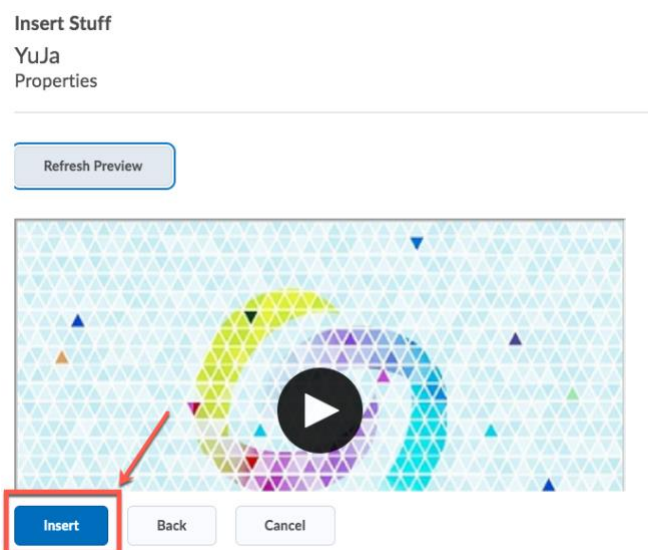 Insert Stuff
YuJa
Properties
Refresh Preview
Insert Back Cancel